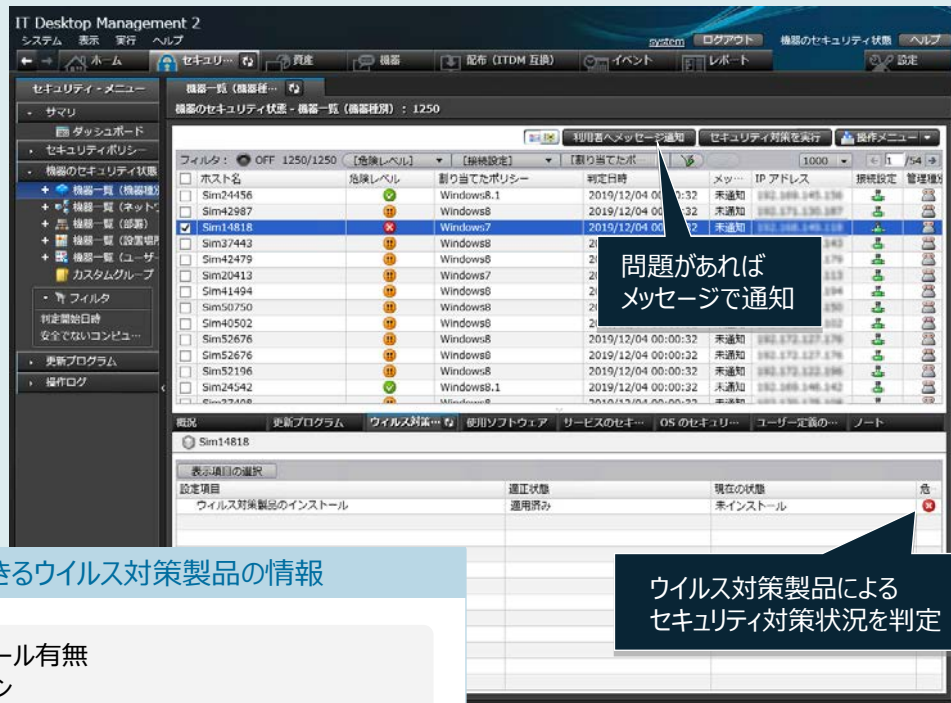 IT Desktop Management 2
システム 表示 実行 ヘルプ
system ログアウト 機器のセキュリティ状態 ヘルプ
ホーム セキュリ… 資産 機器 配布 (ITDM 互換) イベント レポート 設定
セキュリティ・メニュー
サマリ
ダッシュボード
セキュリティポリシー
機器のセキュリティ状態
機器一覧 (機器種別
機器一覧 (ネットワ
機器一覧 (部署)
機器一覧 (設置場所
機器一覧 (ユーザー
カスタムグループ
フィルタ
判定開始日時
安全でないコンピュ…
更新プログラム
操作ログ
機器一覧 (機器種…
機器のセキュリティ状態 - 機器一覧 (機器種別) : 1250
利用者へメッセージ通知 セキュリティ対策を実行 操作メニュー
フィルタ: OFF 1250/1250 [危険レベル] [接続設定] [割り当てたポー 1000 1 /54
ホスト名 危険レベル 割り当てたポリシー 判定日時 メッ… IP アドレス 接続設定 管理種別
Sim24456 Windows8.1 2019/12/04 00:00:32 未通知
Sim42987 Windows8 2019/12/04 00:00:32 未通知
Sim14818 Windows7 2019/12/04 00:00:32 未通知
Sim37443 Windows8
Sim42479 Windows8
Sim20413 Windows7
Sim41494 Windows8
Sim50750 Windows8
Sim40502 Windows8
Sim52676 Windows8 2019/12/04 00:00:32 未通知
Sim52676 Windows8 2019/12/04 00:00:32 未通知
Sim52196 Windows8 2019/12/04 00:00:32 未通知
Sim24542 Windows8.1 2019/12/04 00:00:32 未通知
問題があれば
メッセージで通知
概況 更新プログラム ウィルス対策… 使用ソフトウェア サービスのセキ… OS のセキュリ… ユーザー定義の… ノート
Sim14818
表示項目の選択
設定項目 適正状態 現在の状態 危…
ウィルス対策製品のインストール 適用済み 未インストール
ウイルス対策製品による
セキュリティ対策状況を判定
きるウイルス対策製品の情報
ール有無
ン